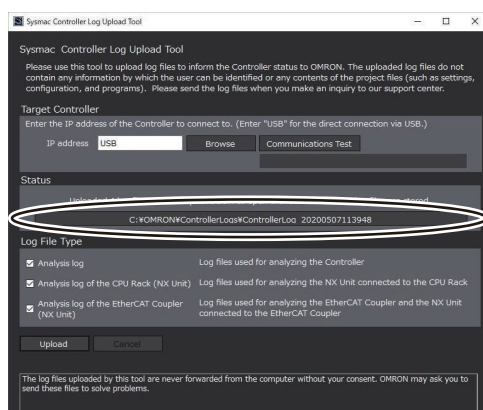 Sysmac Controller Log Upload Tool
Sysmac Controller Log Upload Tool
Please use this tool to upload log files to inform the Controller status to OMRON. The uploaded log files do not
contain any information by which the user can be identified or any contents of the project files (such as settings,
configuration, and programs). Please send the log files when you make an inquiry to our support center.
Target Controller
Enter the IP address of the Controller to connect to. (Enter "USB" for the direct connection via USB.)
IP address USB Browse Communications Test
Status
C:¥OMRON¥ControllerLogs¥ControllerLog_20200507113948
Log File Type
Analysis log Log files used for analyzing the Controller
Analysis log of the CPU Rack (NX Unit) Log files used for analyzing the NX Unit connected to the CPU Rack
Analysis log of the EtherCAT Coupler Log files used for analyzing the EtherCAT Coupler and the NX Unit
(NX Unit) connected to the EtherCAT Coupler
Upload Cancel
The log files uploaded by this tool are never forwarded from the computer without your consent. OMRON may ask you to
send these files to solve problems.